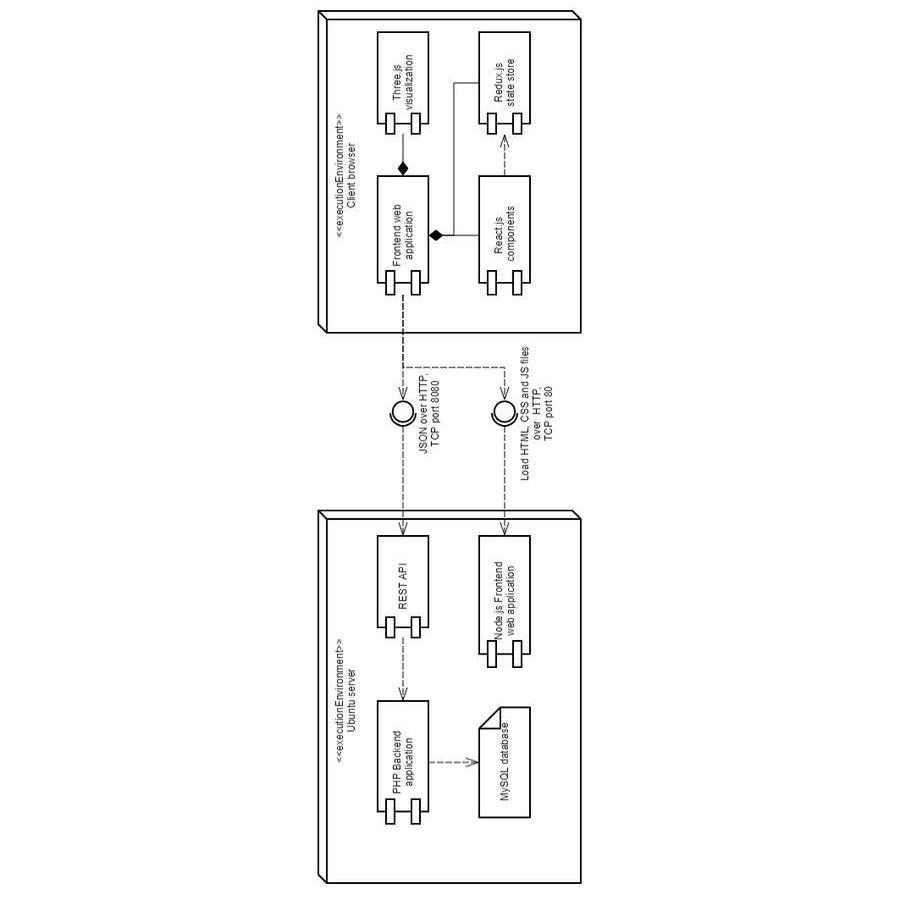 <<executionEnvironment>>
Ubuntu server
PHP Backend
application
REST API
MySQL database
Node.js Frontend
web application
JSON over HTTP,
TCP port 8080
Load HTML, CSS and JS files
over HTTP,
TCP port 80
<<executionEnvironment>>
Client browser
Frontend web
application
Three.js
visualization
React.js
components
Redux.js
state store